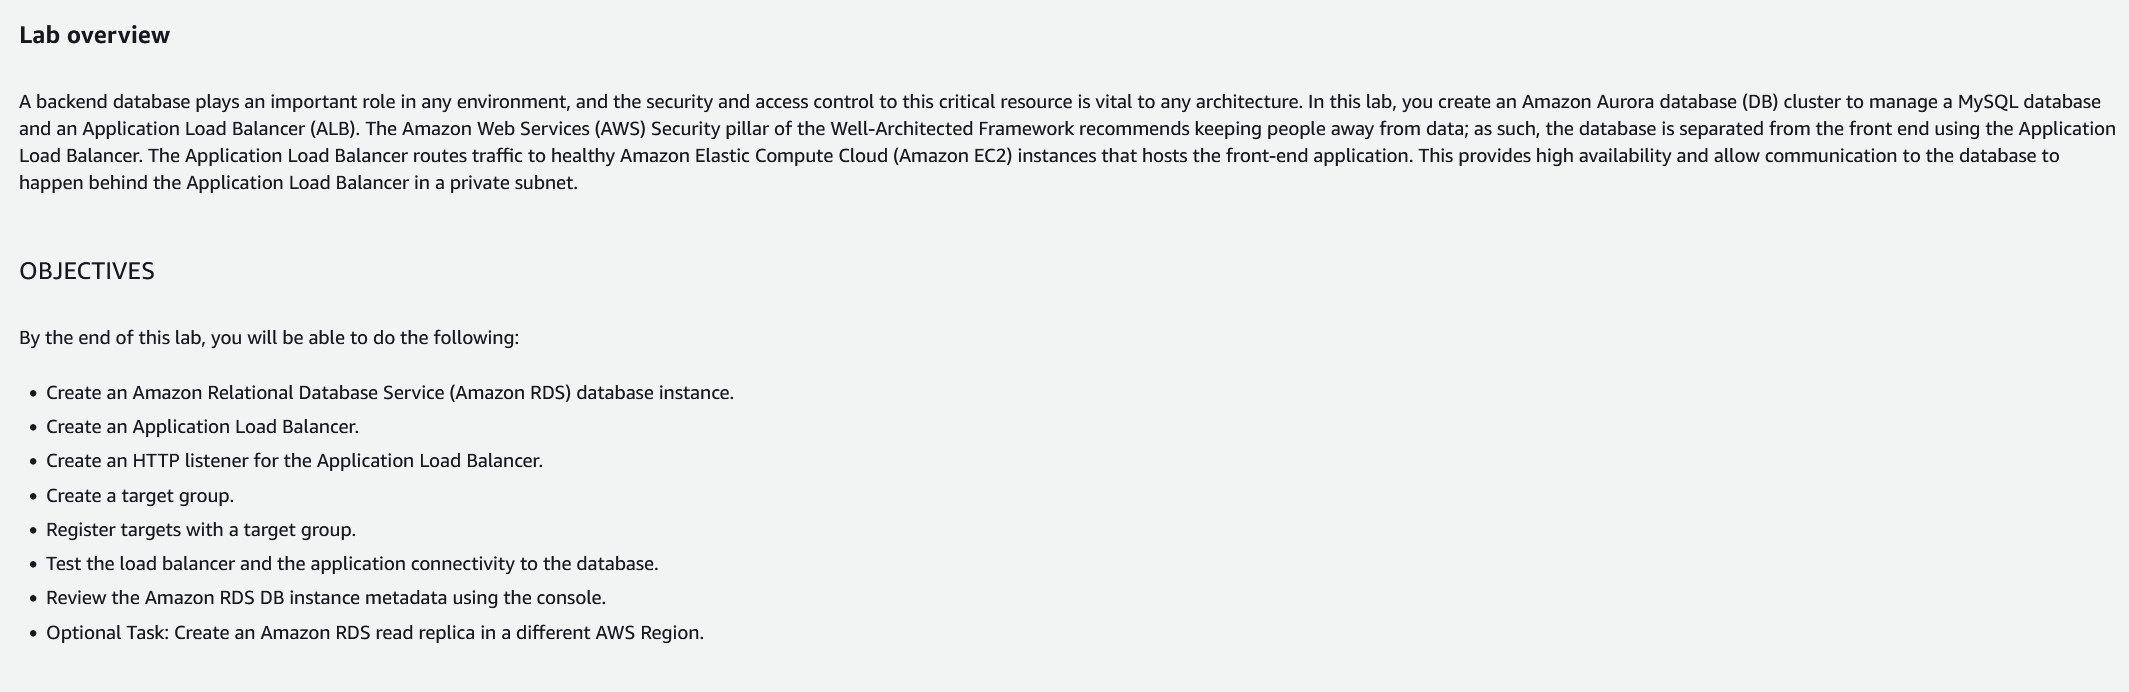 Lab overview
A backend database plays an important role in any environment, and the security and access control to this critical resource is vital to any architecture. In this lab, you create an Amazon Aurora database (DB) cluster to manage a MySQL database
and an Application Load Balancer (ALB). The Amazon Web Services (AWS) Security pillar of the Well-Architected Framework recommends keeping people away from data; as such, the database is separated from the front end using the Application
Load Balancer. The Application Load Balancer routes traffic to healthy Amazon Elastic Compute Cloud (Amazon EC2) instances that hosts the front-end application. This provides high availability and allow communication to the database to
happen behind the Application Load Balancer in a private subnet.
OBJECTIVES
By the end of this lab, you will be able to do the following:
• Create an Amazon Relational Database Service (Amazon RDS) database instance.
• Create an Application Load Balancer.
• Create an HTTP listener for the Application Load Balancer.
• Create a target group.
• Register targets with a target group.
• Test the load balancer and the application connectivity to the database.
• Review the Amazon RDS DB instance metadata using the console.
• Optional Task: Create an Amazon RDS read replica in a different AWS Region.